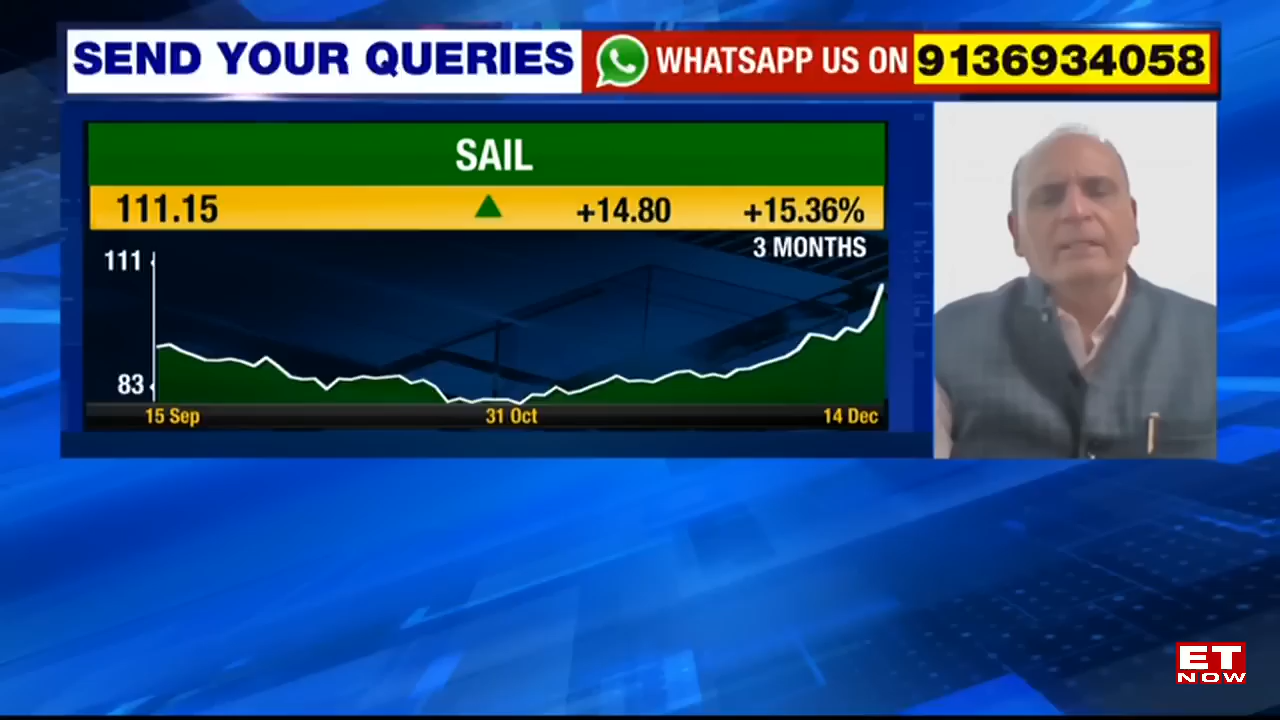 SEND YOUR QUERIES WHATSAPP US ON 9136934058
SAIL
111.15 ▲ +14.80 +15.36%
3 MONTHS
111
83
15 Sep 31 Oct 14 Dec
ET
NOW